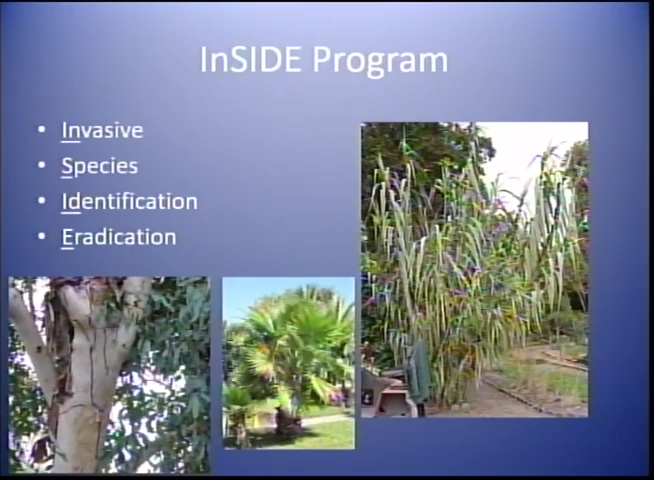 InSIDE Program
• Invasive
• Species
• Identification
• Eradication